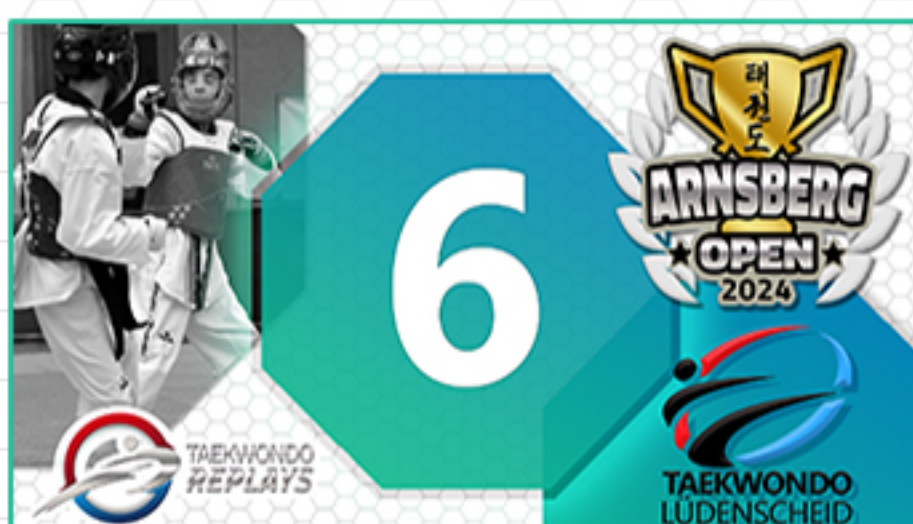 6
태권도
ARNSBERG
OPEN
2024
TAEKWONDO
REPLAYS
TAEKWONDO
LÜDENSCHEID